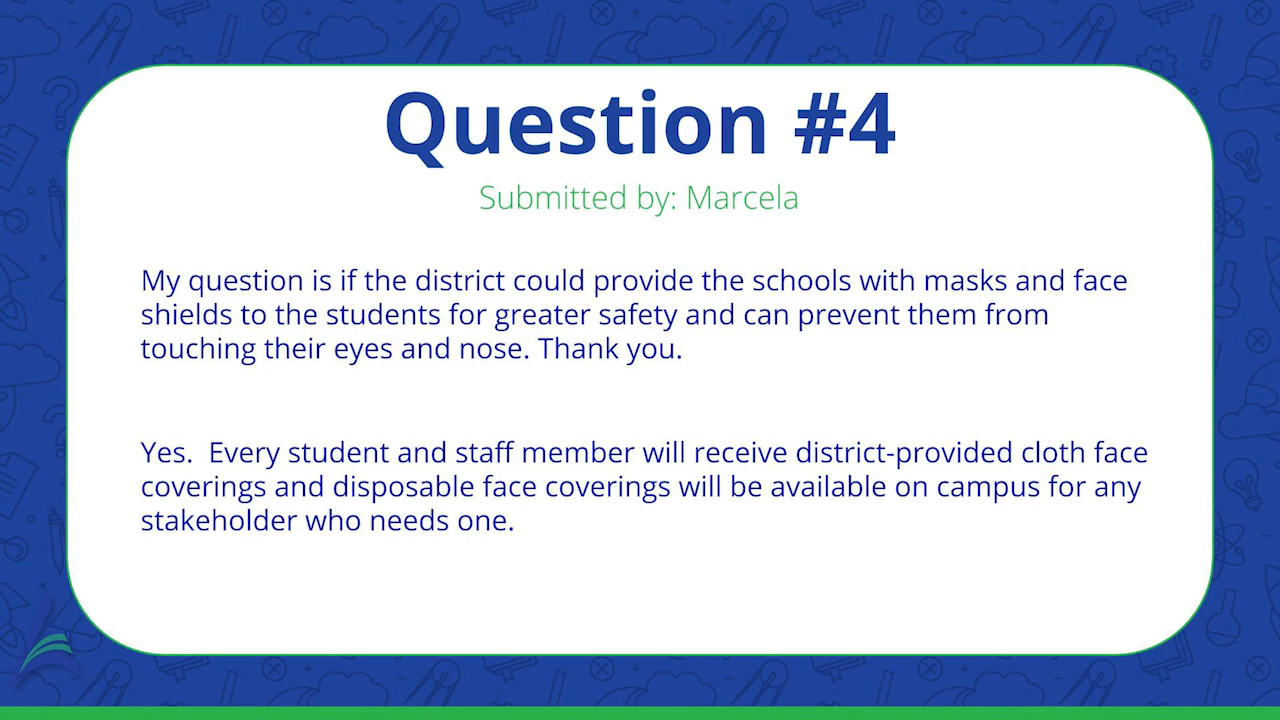 Question #4
Submitted by: Marcela
My question is if the district could provide the schools with masks and face
shields to the students for greater safety and can prevent them from
touching their eyes and nose. Thank you.
Yes.  Every student and staff member will receive district-provided cloth face
coverings and disposable face coverings will be available on campus for any
stakeholder who needs one.